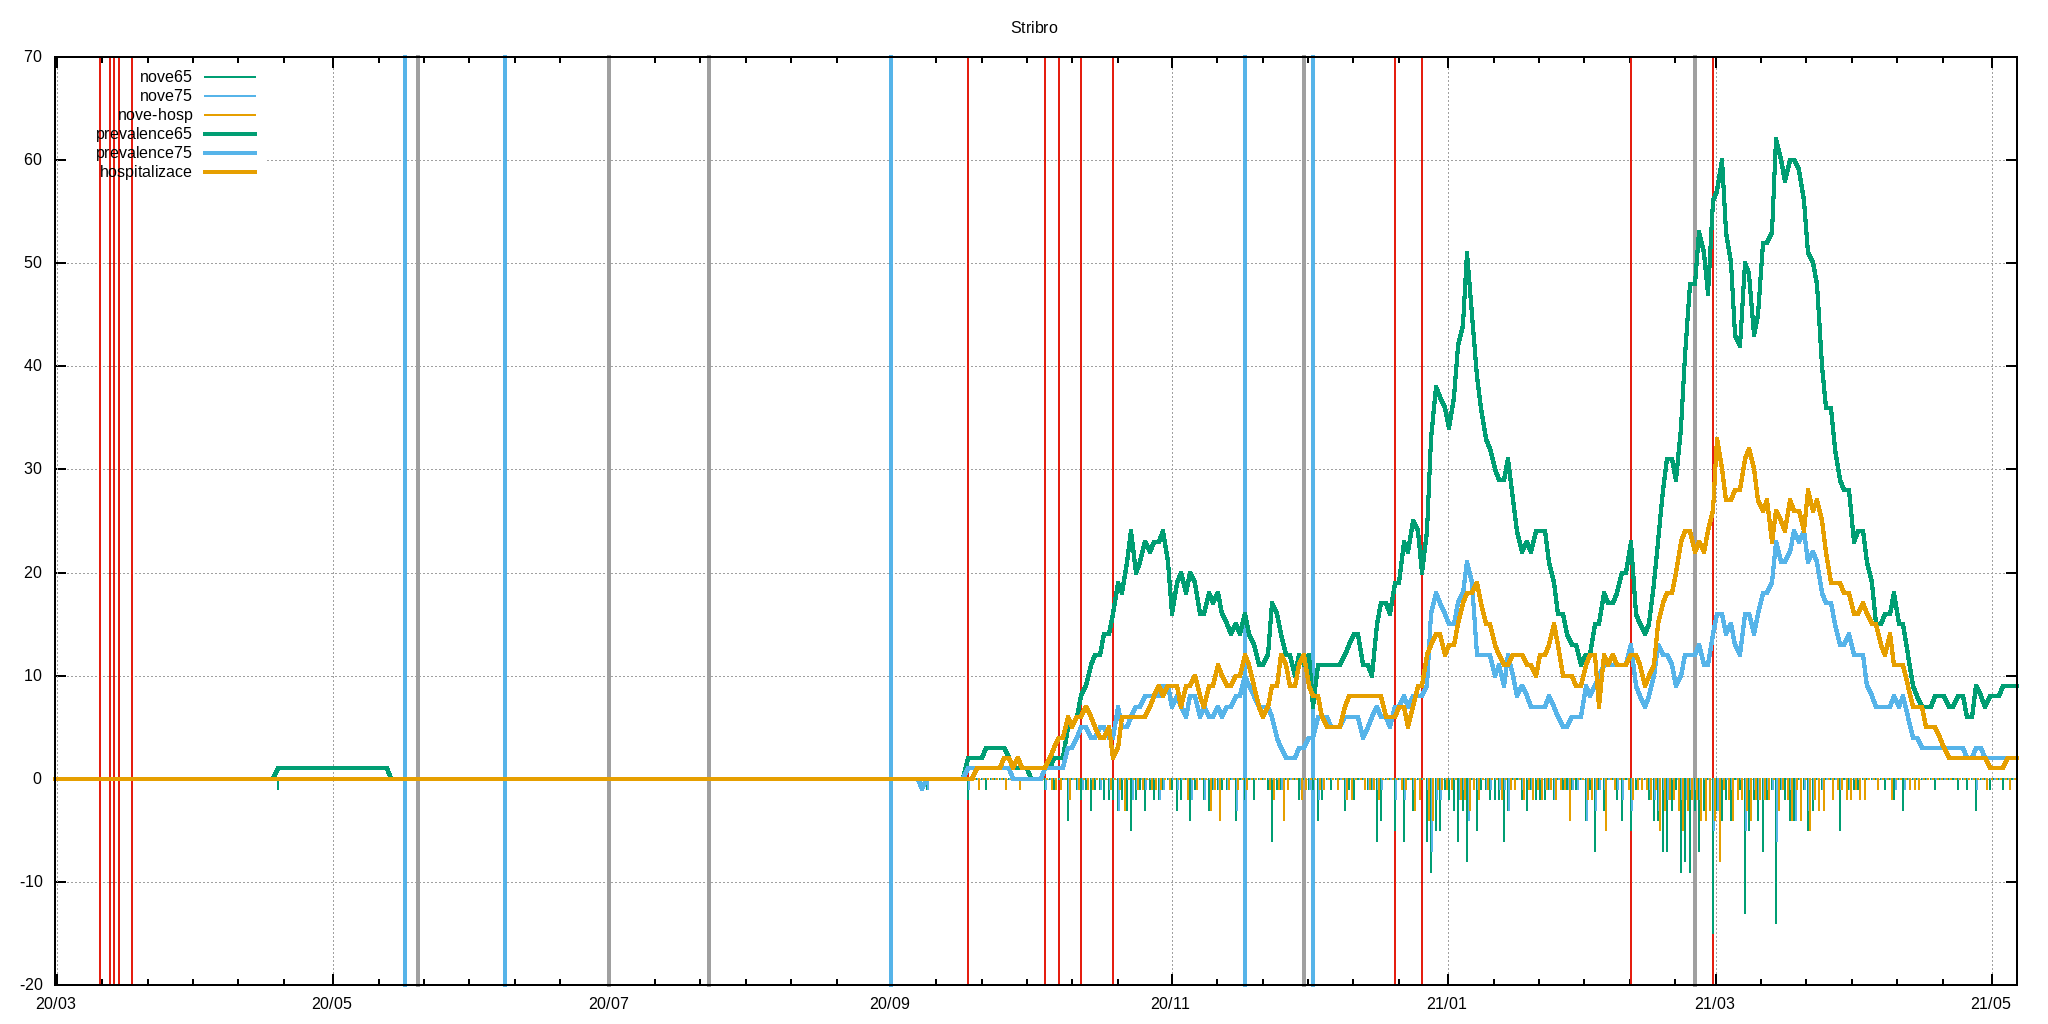 Stribro
70
60
50
40
30
20
10
0
-10
-20
nove65
nove75
nove-hosp
prevalence65
prevalence75
hospitalizace
20/03 20/05 20/07 20/09 20/11 21/01 21/03 21/05